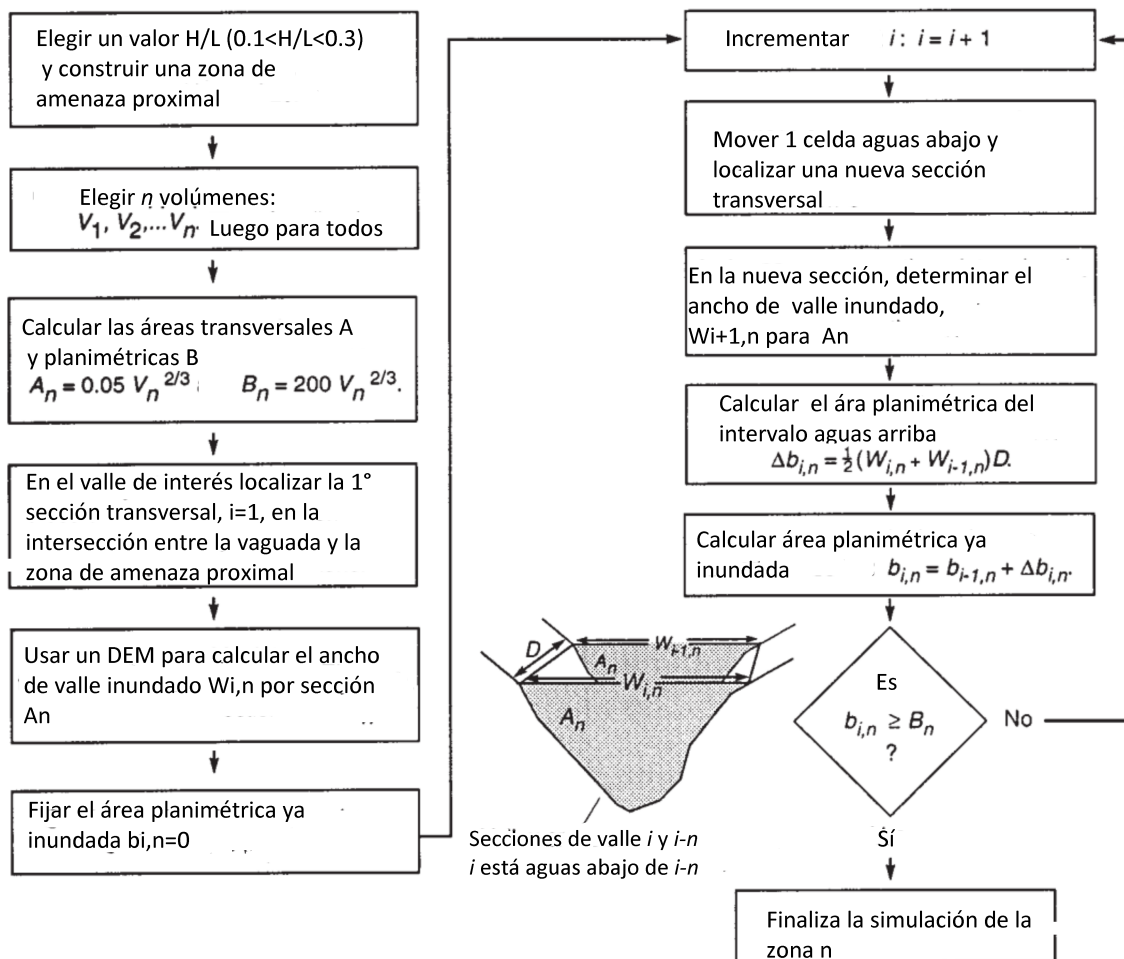 Elegir un valor H/L (0.1<H/L<0.3)
y construir una zona de
amenaza proximal
Elegir n volúmenes:
V1, V2,...Vn. Luego para todos
Calcular las áreas transversales A
y planimétricas B
An = 0.05 Vn^2/3 ; Bn = 200 Vn^2/3.
En el valle de interés localizar la 1°
sección transversal, i=1, en la
intersección entre la vaguada y la
zona de amenaza proximal
Usar un DEM para calcular el ancho
de valle inundado Wi,n por sección
An
Fijar el área planimétrica ya
inundada bi,n=0
Incrementar i: i = i + 1
Mover 1 celda aguas abajo y
localizar una nueva sección
transversal
En la nueva sección, determinar el
ancho de valle inundado,
Wi+1,n para An
Calcular el ára planimétrica del
intervalo aguas arriba
Δbi,n = ½(Wi,n + Wi-1,n)D.
Calcular área planimétrica ya
inundada bi,n = bi-1,n + Δbi,n.
D
Wi-1,n
An
Wi,n
An
Secciones de valle i y i-n
i está aguas abajo de i-n
Es
bi,n ≥ Bn
?
No
Sí
Finaliza la simulación de la
zona n